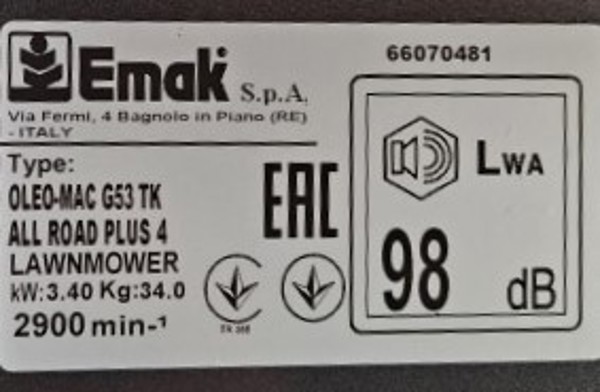 Emak S.p.A.
66070481
Via Fermi, 4 Bagnolo in Piano (RE)
- ITALY
Type:
OLEO-MAC G53 TK
ALL ROAD PLUS 4
LAWNMOWER
kW: 3.40 Kg:34.0
2900 min-¹
EAC
LWA
98 dB